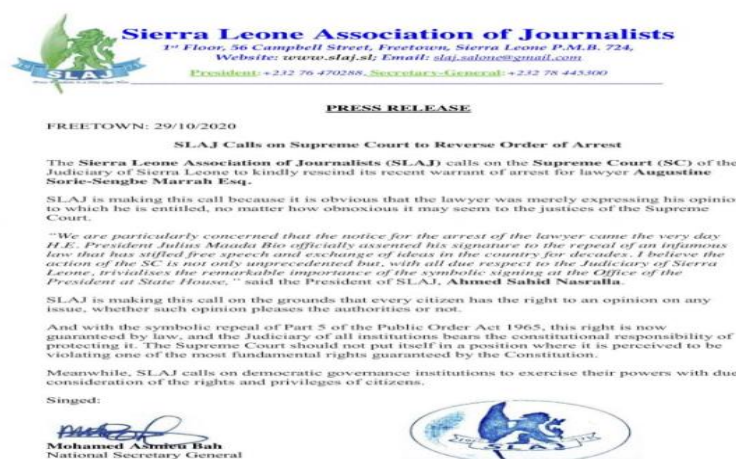 Sierra Leone Association of Journalists
1st Floor, 56 Campbell Street, Freetown, Sierra Leone P.M.B. 724,
Website: www.slaj.sl; Email: slaj.salone@gmail.com
President: +232 76 470288, Secretary-General: +232 78 445300
SLAJ
PRESS RELEASE
FREETOWN: 29/10/2020
SLAJ Calls on Supreme Court to Reverse Order of Arrest
The Sierra Leone Association of Journalists (SLAJ) calls on the Supreme Court (SC) of the
Judiciary of Sierra Leone to kindly rescind its recent warrant of arrest for lawyer Augustine
Sorie-Sengbe Marrah Esq.
SLAJ is making this call because it is obvious that the lawyer was merely expressing his opinio
to which he is entitled, no matter how obnoxious it may seem to the justices of the Supreme
Court.
"We are particularly concerned that the notice for the arrest of the lawyer came the very day
H.E. President Julius Maada Bio officially assented his signature to the repeal of an infamous
law that has stifled free speech and exchange of ideas in the country for decades. I believe the
action of the SC is not only unprecedented but, with all due respect to the Judiciary of Sierra
Leone, trivialises the remarkable importance of the symbolic signing at the Office of the
President at State House," said the President of SLAJ, Ahmed Sahid Nasralla.
SLAJ is making this call on the grounds that every citizen has the right to an opinion on any
issue, whether such opinion pleases the authorities or not.
And with the symbolic repeal of Part 5 of the Public Order Act 1965, this right is now
guaranteed by law, and the Judiciary of all institutions bears the constitutional responsibility of
protecting it. The Supreme Court should not put itself in a position where it is perceived to be
violating one of the most fundamental rights guaranteed by the Constitution.
Meanwhile, SLAJ calls on democratic governance institutions to exercise their powers with due
consideration of the rights and privileges of citizens.
Singed:
Mohamed Asmieu Bah
National Secretary General
SLAJ